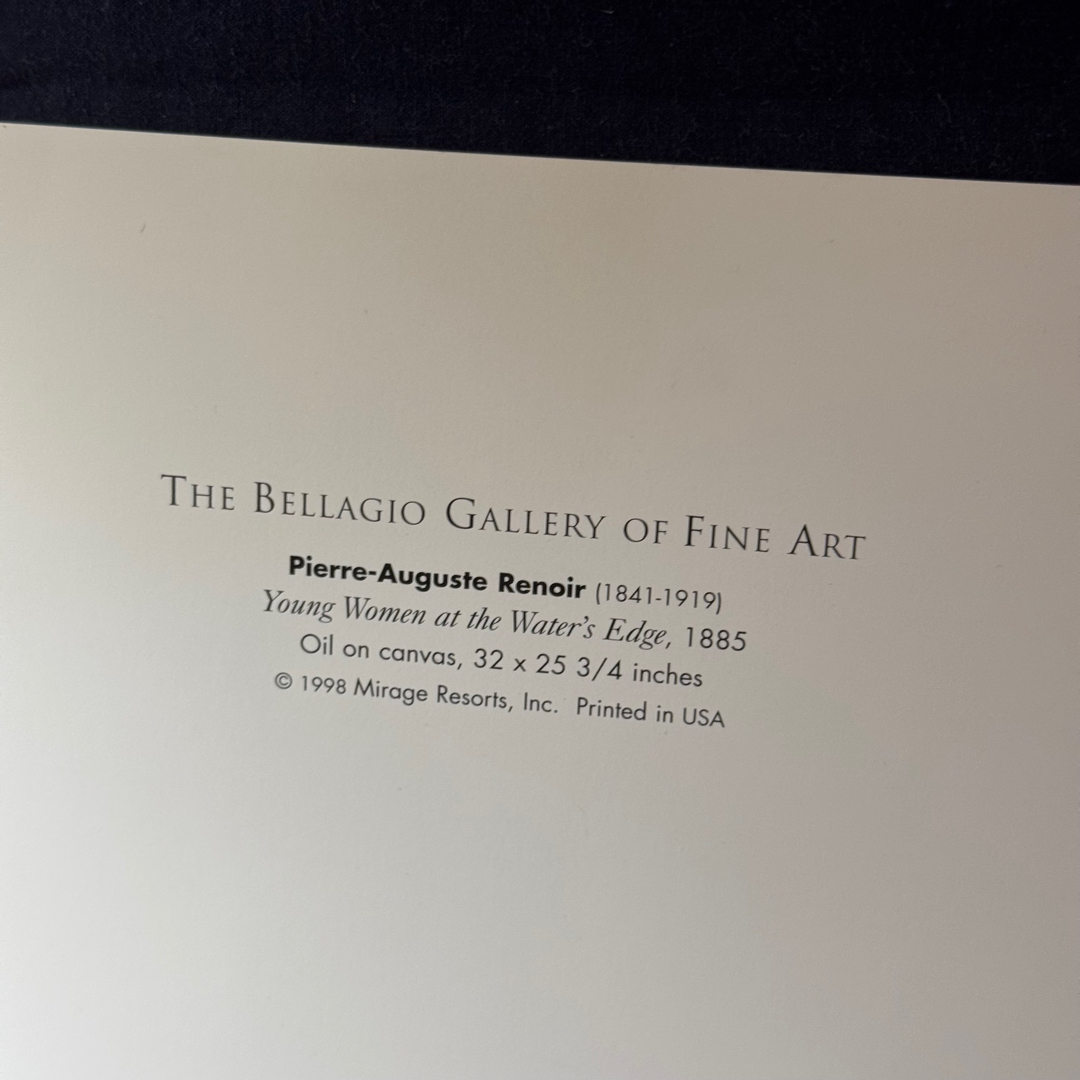 THE BELLAGIO GALLERY OF FINE ART
Pierre-Auguste Renoir (1841-1919)
Young Women at the Water's Edge, 1885
Oil on canvas, 32 x 25 3/4 inches
© 1998 Mirage Resorts, Inc. Printed in USA